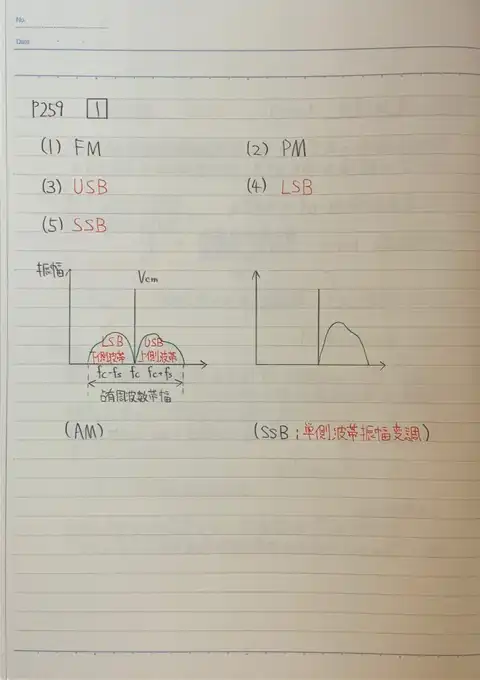 No.
Date
P259 1
(1) FM (2) PM
(3) USB (4) LSB
(5) SSB
振幅 Vcm
LSB USB
下側波帯 上側波帯
fc-fs fc fc+fs
占有周波数帯幅
(AM) (SSB;単側波帯振幅変調)